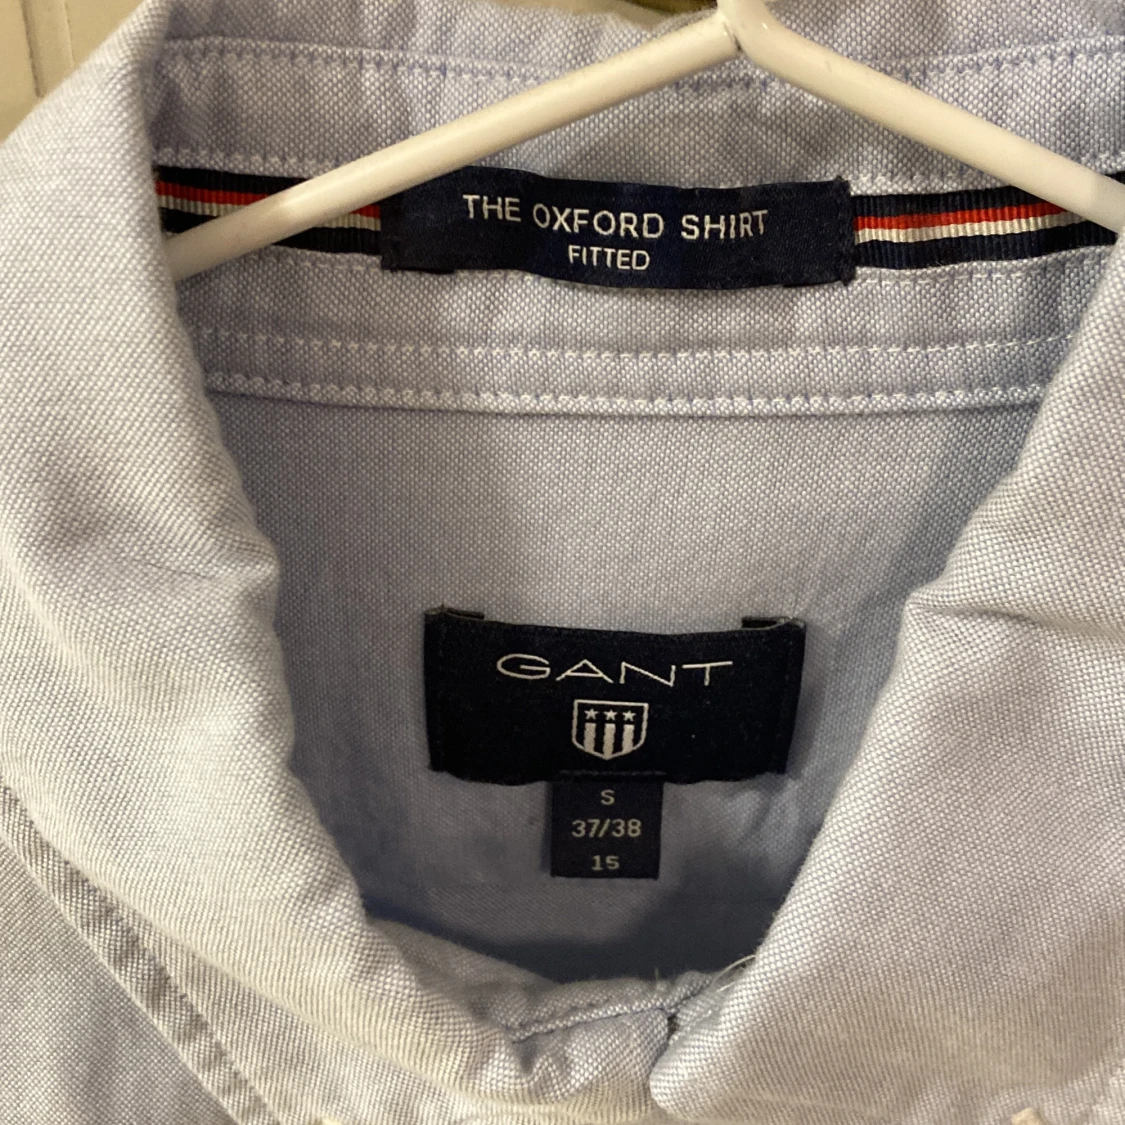 THE OXFORD SHIRT
FITTED
GANT
S
37/38
15